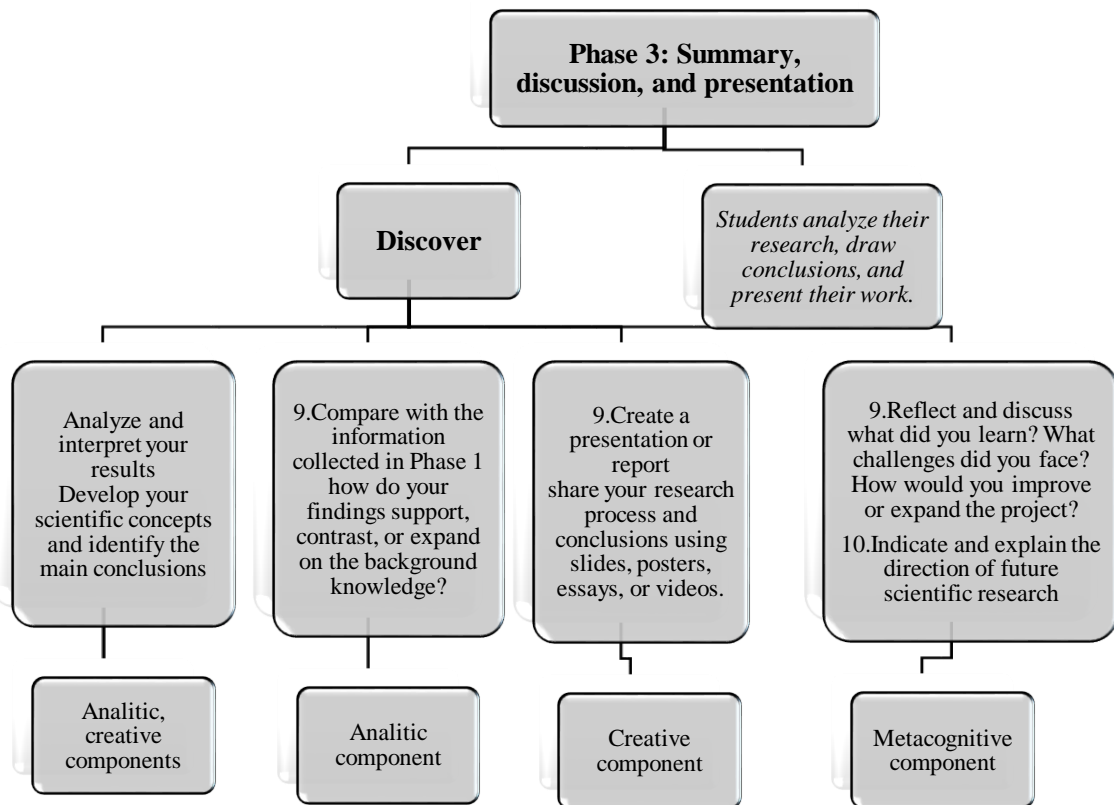 Phase 3: Summary,
discussion, and presentation
Discover
Students analyze their
research, draw
conclusions, and
present their work.
Analyze and
interpret your
results
Develop your
scientific concepts
and identify the
main conclusions
9.Compare with the
information
collected in Phase 1
how do your
findings support,
contrast, or expand
on the background
knowledge?
9.Create a
presentation or
report
share your research
process and
conclusions using
slides, posters,
essays, or videos.
9.Reflect and discuss
what did you learn? What
challenges did you face?
How would you improve
or expand the project?
10.Indicate and explain the
direction of future
scientific research
Analitic,
creative
components
Analitic
component
Creative
component
Metacognitive
component